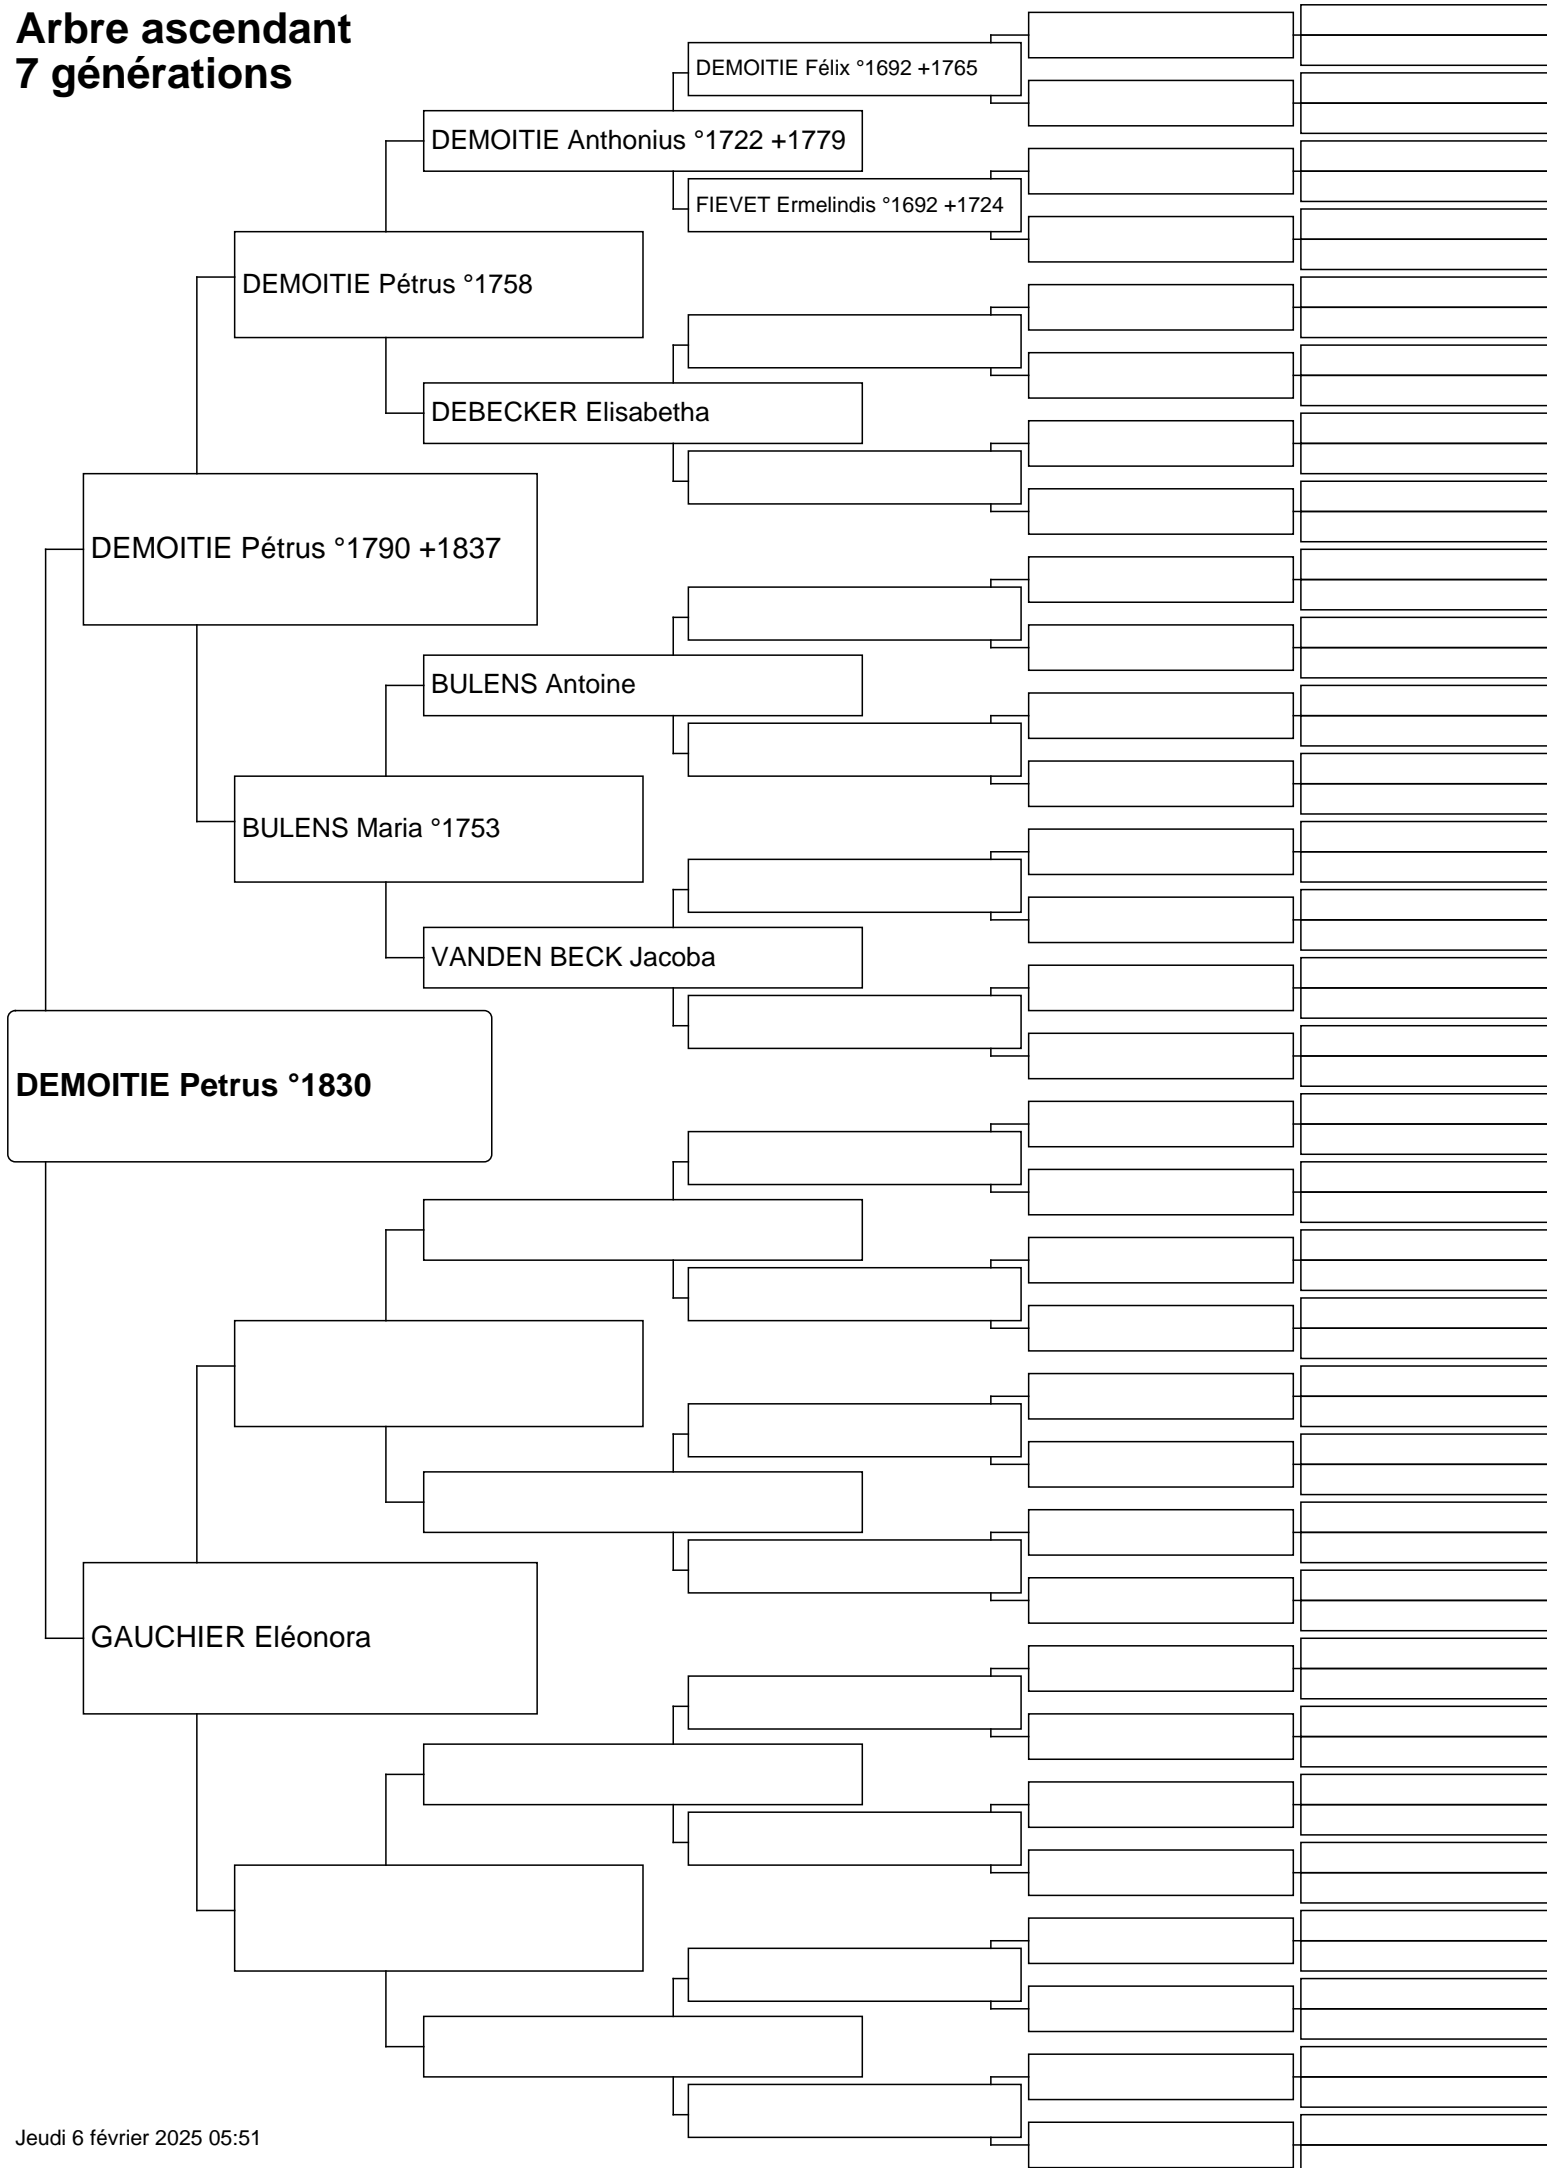 Arbre ascendant
7 générations
DEMOITIE Félix °1692 +1765
DEMOITIE Anthonius °1722 +1779
FIEVET Ermelindis °1692 +1724
DEMOITIE Pétrus °1758
DEBECKER Elisabetha
DEMOITIE Pétrus °1790 +1837
BULENS Antoine
BULENS Maria °1753
VANDEN BECK Jacoba
DEMOITIE Petrus °1830
GAUCHIER Eléonora
Jeudi 6 février 2025 05:51